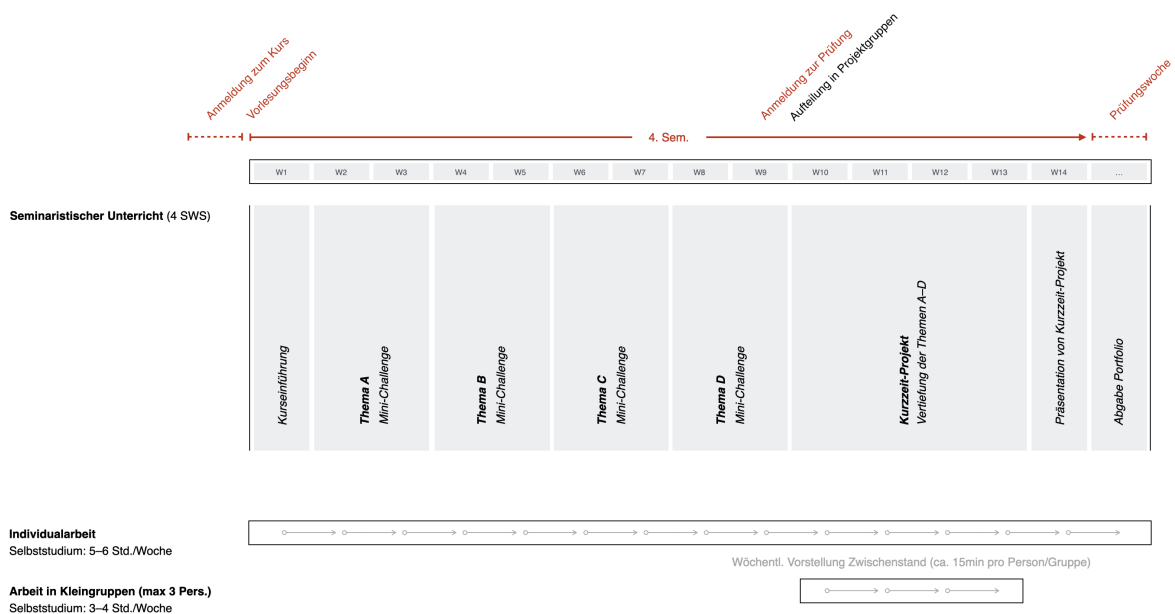 Anmeldung zum Kurs
Vorlesungsbeginn
Anmeldung zur Prüfung
Aufteilung in Projektgruppen
Prüfungswoche
4. Sem.
W1 W2 W3 W4 W5 W6 W7 W8 W9 W10 W11 W12 W13 W14 ...
Seminaristischer Unterricht (4 SWS)
Kurseinführung
Thema A
Mini-Challenge
Thema B
Mini-Challenge
Thema C
Mini-Challenge
Thema D
Mini-Challenge
Kurzzeit-Projekt
Vertiefung der Themen A–D
Präsentation von Kurzzeit-Projekt
Abgabe Portfolio
Individualarbeit
Selbststudium: 5–6 Std./Woche
Wöchentl. Vorstellung Zwischenstand (ca. 15min pro Person/Gruppe)
Arbeit in Kleingruppen (max 3 Pers.)
Selbststudium: 3–4 Std./Woche